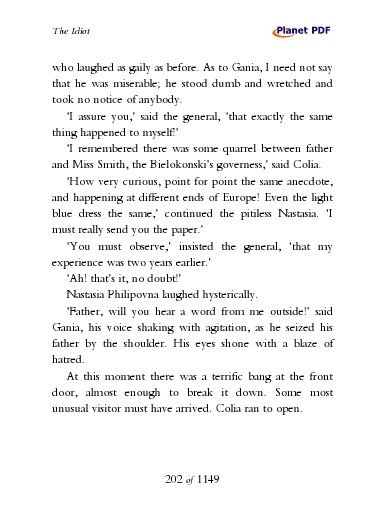 The Idiot
Planet PDF
who laughed as gaily as before. As to Gania, I need not say
that he was miserable; he stood dumb and wretched and
took no notice of anybody.
‘I assure you,’ said the general, ‘that exactly the same
thing happened to myself!’
‘I remembered there was some quarrel between father
and Miss Smith, the Bielokonski’s governess,’ said Colia.
‘How very curious, point for point the same anecdote,
and happening at different ends of Europe! Even the light
blue dress the same,’ continued the pitiless Nastasia. ‘I
must really send you the paper.’
‘You must observe,’ insisted the general, ‘that my
experience was two years earlier.’
‘Ah! that’s it, no doubt!’
Nastasia Philipovna laughed hysterically.
‘Father, will you hear a word from me outside!’ said
Gania, his voice shaking with agitation, as he seized his
father by the shoulder. His eyes shone with a blaze of
hatred.
At this moment there was a terrific bang at the front
door, almost enough to break it down. Some most
unusual visitor must have arrived. Colia ran to open.
202 of 1149